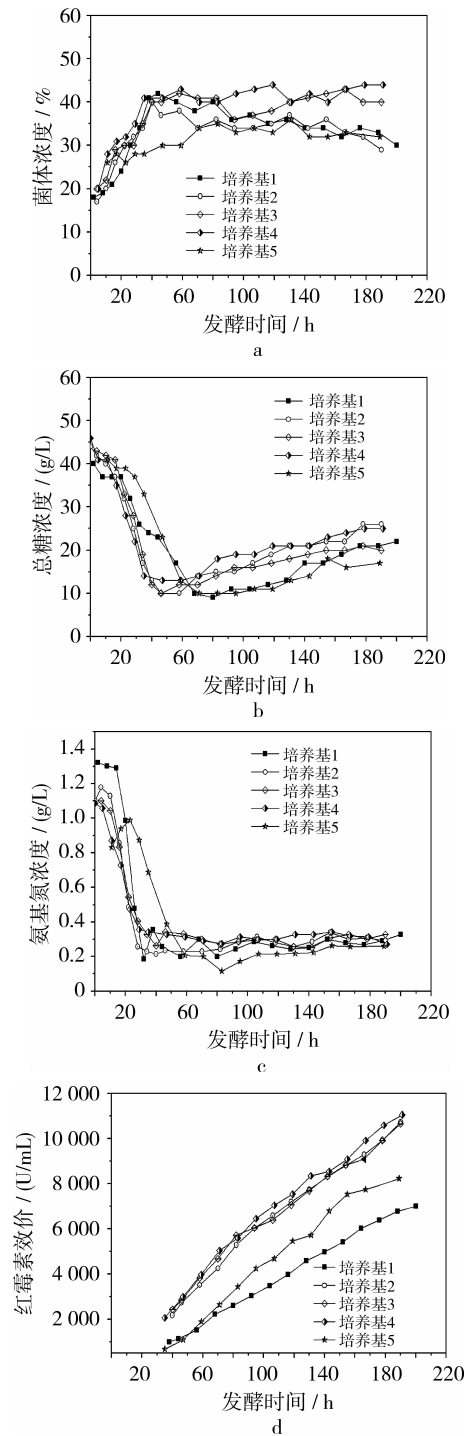 60
50
40
30
20
10
0
菌体浓度 / %
培养基1
培养基2
培养基3
培养基4
培养基5
20 60 100 140 180 220
发酵时间 / h
a
60
50
40
30
20
10
0
总糖浓度 / (g/L)
培养基1
培养基2
培养基3
培养基4
培养基5
20 60 100 140 180 220
发酵时间 / h
b
1.4
1.2
1.0
0.8
0.6
0.4
0.2
0
氨基氮浓度 / (g/L)
培养基1
培养基2
培养基3
培养基4
培养基5
20 60 100 140 180 220
发酵时间 / h
c
12 000
10 000
8 000
6 000
4 000
2 000
红霉素效价 / (U/mL)
培养基1
培养基2
培养基3
培养基4
培养基5
20 60 100 140 180 220
发酵时间 / h
d